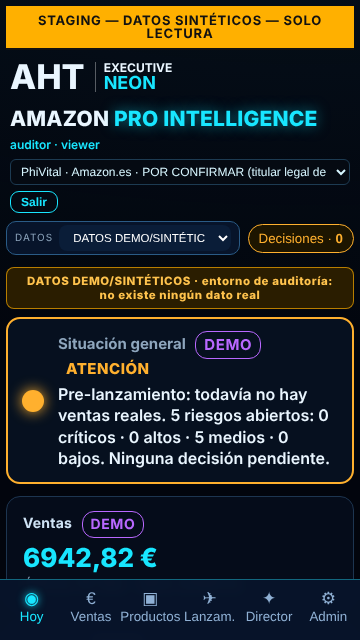 STAGING — DATOS SINTÉTICOS — SOLO
LECTURA
AHT
EXECUTIVE
NEON
AMAZON PRO INTELLIGENCE
auditor · viewer
PhiVital · Amazon.es · POR CONFIRMAR (titular legal de
Salir
DATOS
DATOS DEMO/SINTÉTIC
Decisiones · 0
DATOS DEMO/SINTÉTICOS · entorno de auditoría:
no existe ningún dato real
Situación general DEMO
ATENCIÓN
Pre-lanzamiento: todavía no hay
ventas reales. 5 riesgos abiertos: 0
críticos · 0 altos · 5 medios · 0
bajos. Ninguna decisión pendiente.
Ventas DEMO
6942,82 €
€
Hoy
Ventas
Productos
Lanzam.
Director
Admin